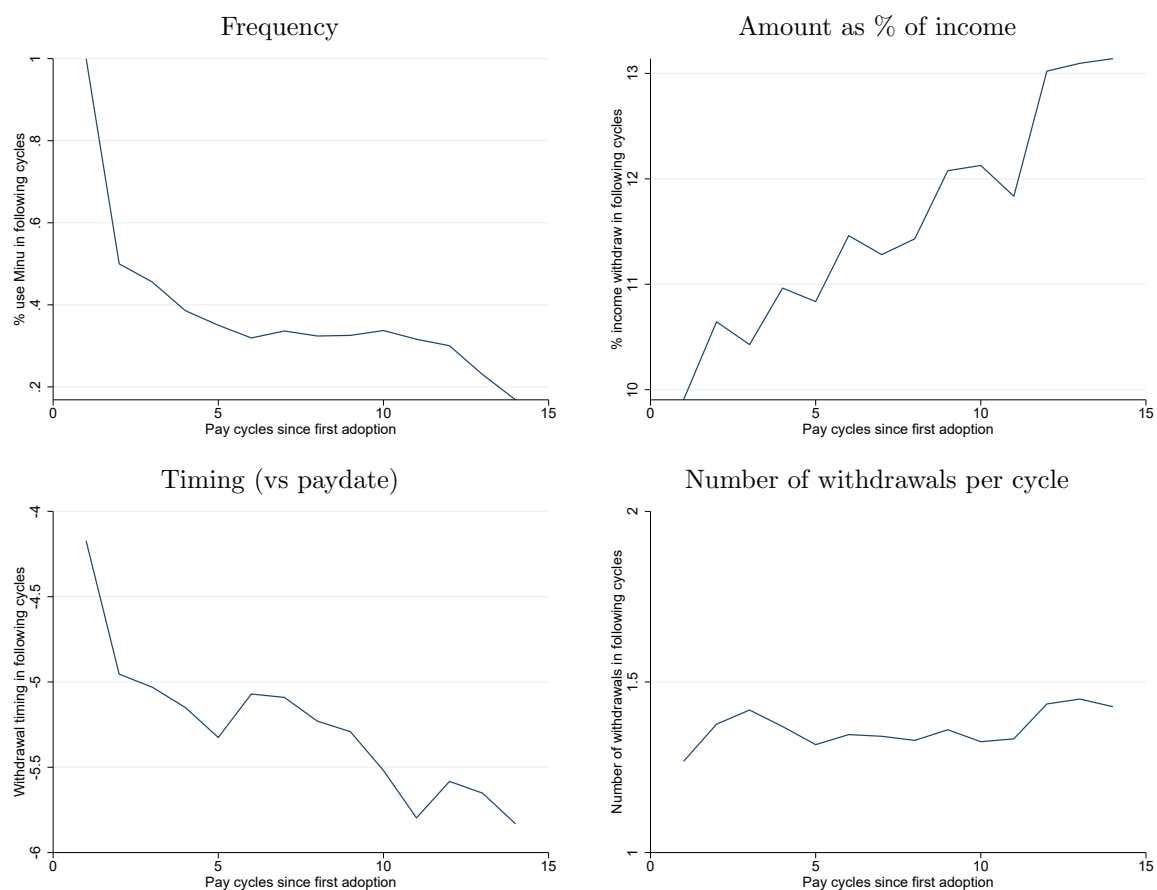 Frequency
% use Minu in following cycles
1
.8
.6
.4
.2
0 5 10 15
Pay cycles since first adoption
Amount as % of income
% income withdraw in following cycles
13
12
11
10
0 5 10 15
Pay cycles since first adoption
Timing (vs paydate)
Withdrawal timing in following cycles
-4
-4.5
-5
-5.5
-6
0 5 10 15
Pay cycles since first adoption
Number of withdrawals per cycle
Number of withdrawals in following cycles
2
1.5
1
0 5 10 15
Pay cycles since first adoption